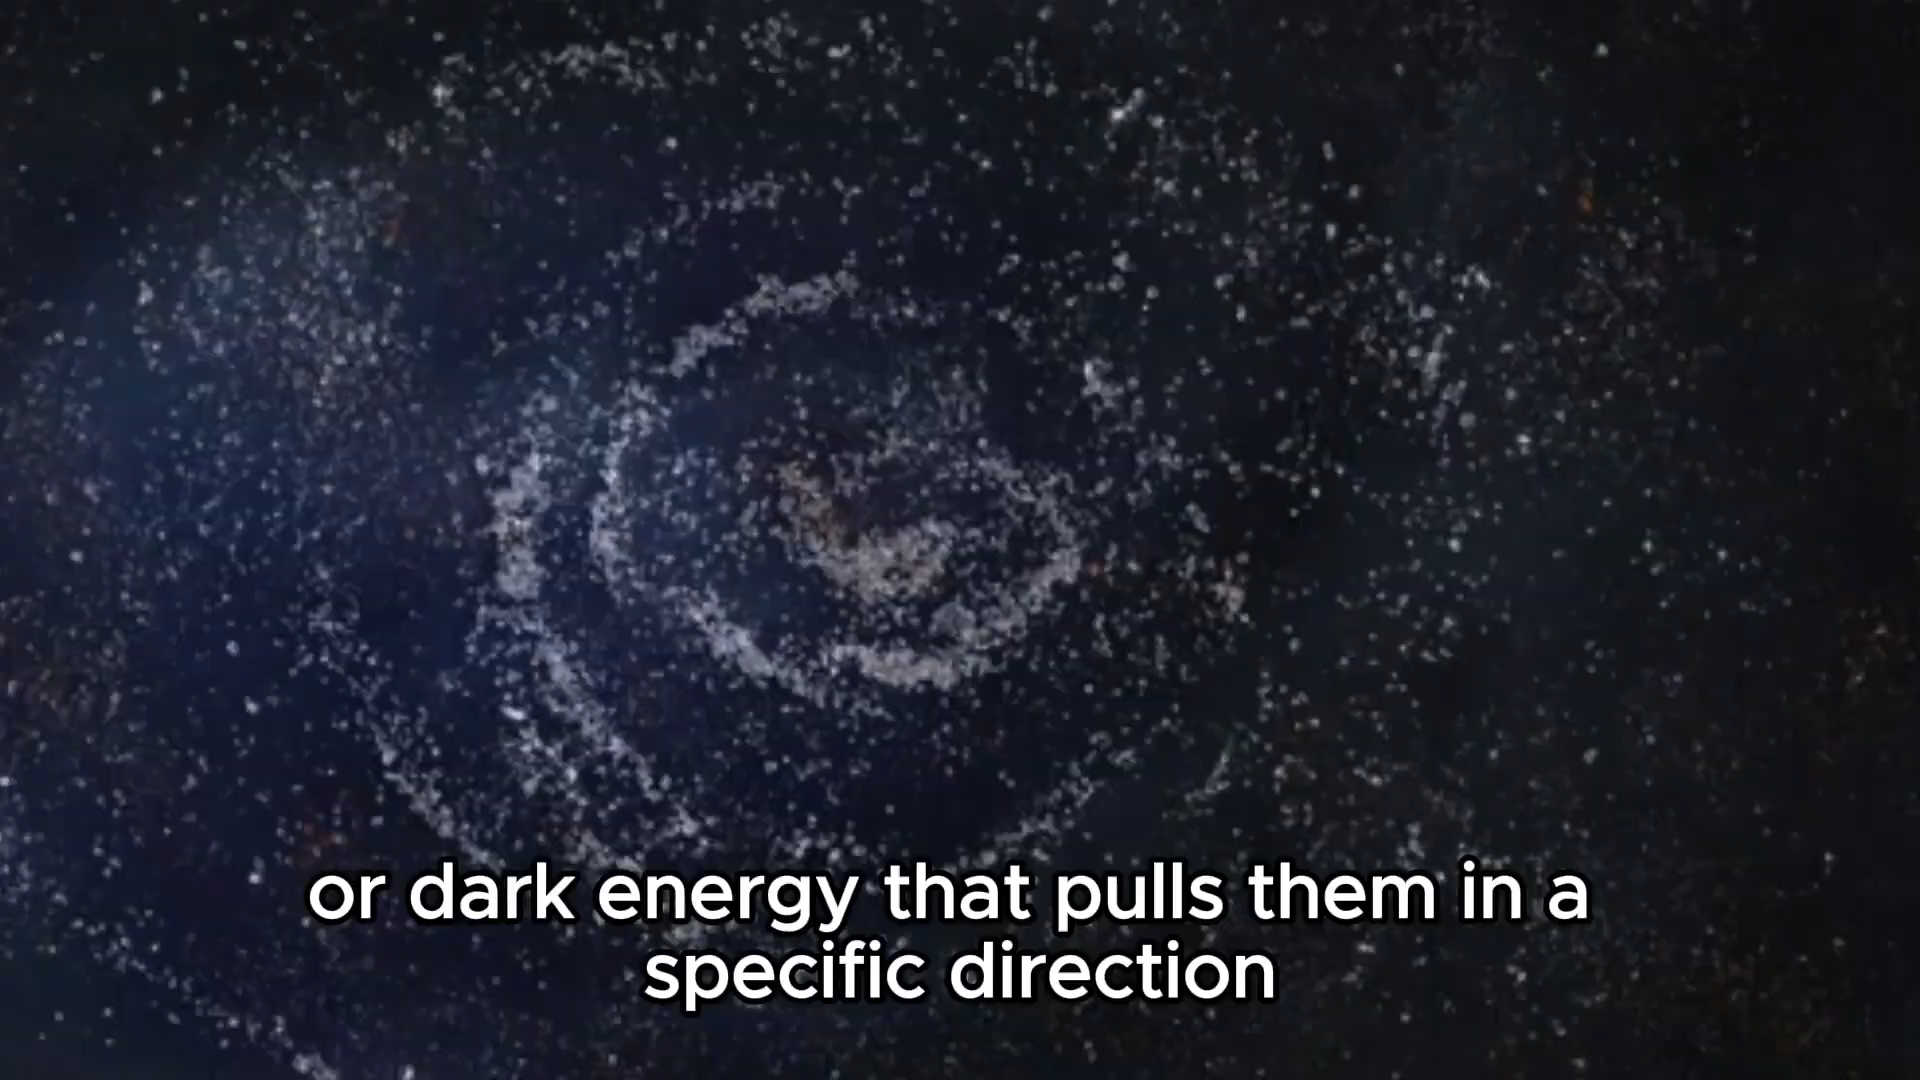 or dark energy that pulls them in a
specific direction